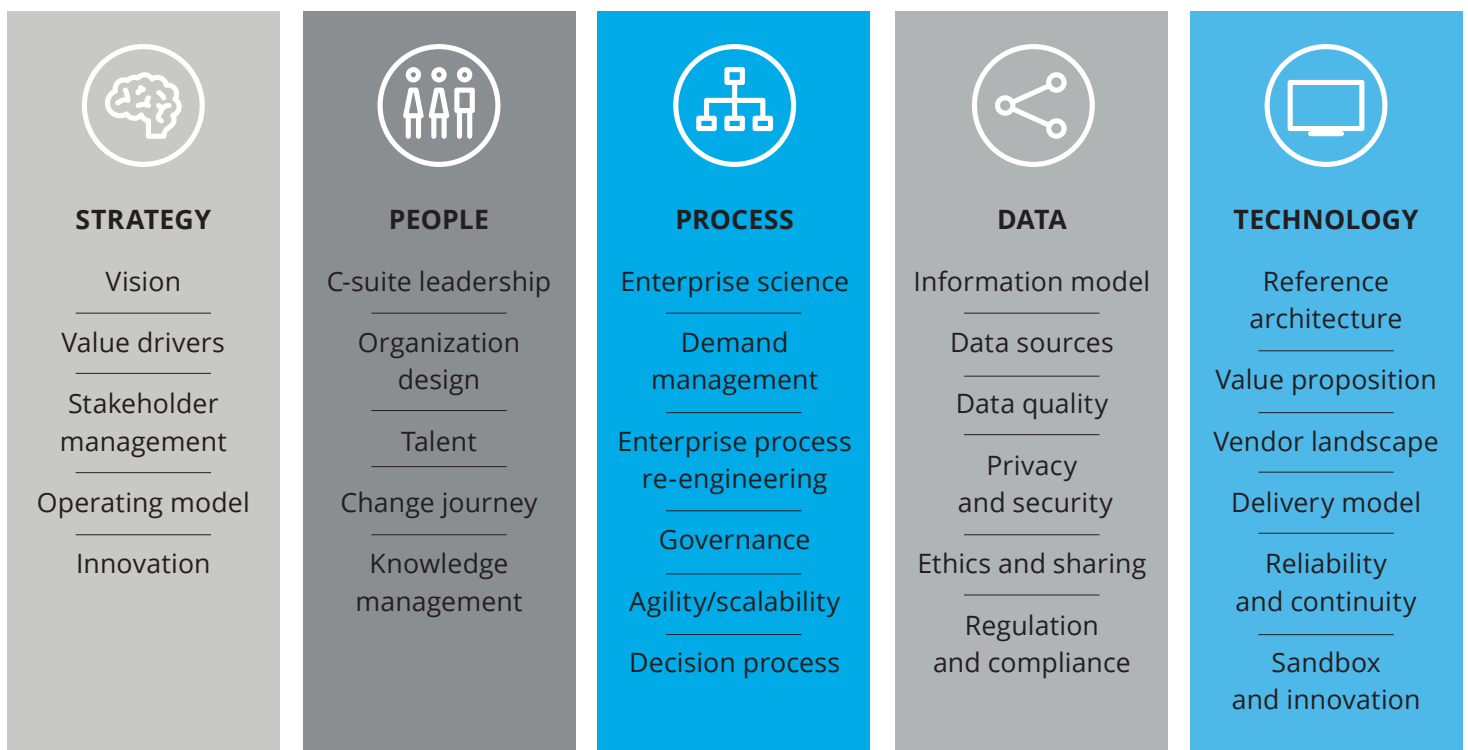 STRATEGY
Vision
Value drivers
Stakeholder
management
Operating model
Innovation
PEOPLE
C-suite leadership
Organization
design
Talent
Change journey
Knowledge
management
PROCESS
Enterprise science
Demand
management
Enterprise process
re-engineering
Governance
Agility/scalability
Decision process
DATA
Information model
Data sources
Data quality
Privacy
and security
Ethics and sharing
Regulation
and compliance
TECHNOLOGY
Reference
architecture
Value proposition
Vendor landscape
Delivery model
Reliability
and continuity
Sandbox
and innovation